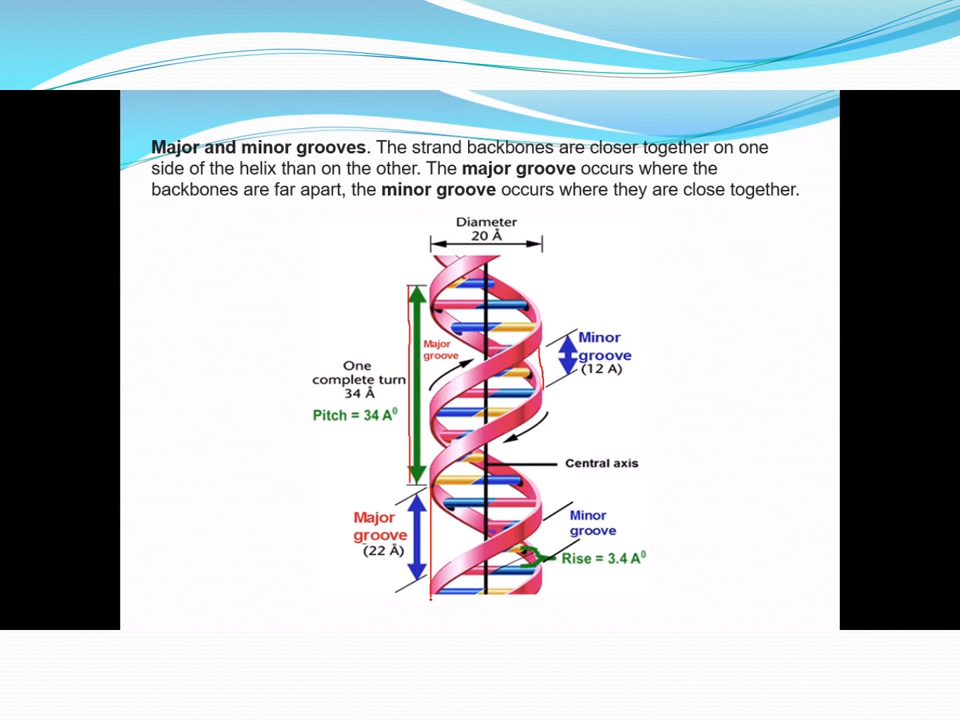 Major and minor grooves. The strand backbones are closer together on one
side of the helix than on the other. The major groove occurs where the
backbones are far apart, the minor groove occurs where they are close together.
Diameter
20 Å
Major
groove
Minor
groove
(12 A)
One
complete turn
34 Å
Pitch = 34 A⁰
Central axis
Major
groove
(22 Å)
Minor
groove
Rise = 3.4 A⁰